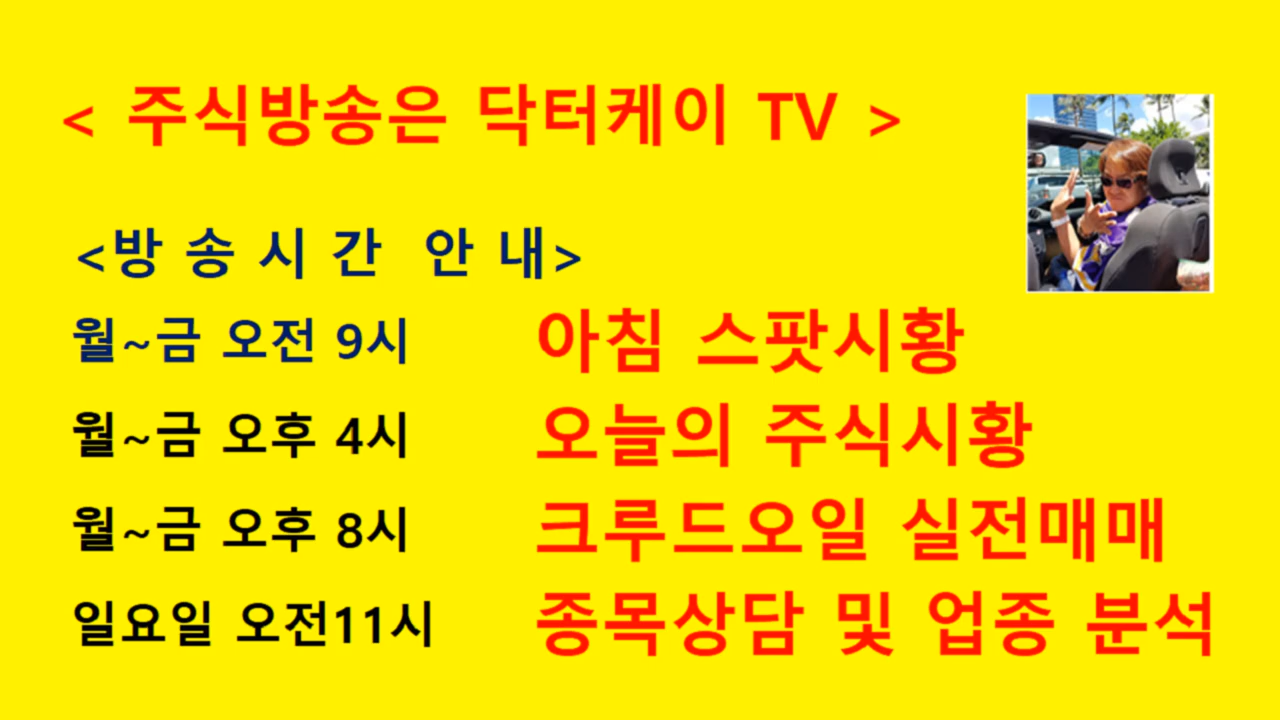 < 주식방송은 닥터케이 TV >
<방 송 시 간 안 내>
월~금 오전 9시 아침 스팟시황
월~금 오후 4시 오늘의 주식시황
월~금 오후 8시 크루드오일 실전매매
일요일 오전11시 종목상담 및 업종 분석